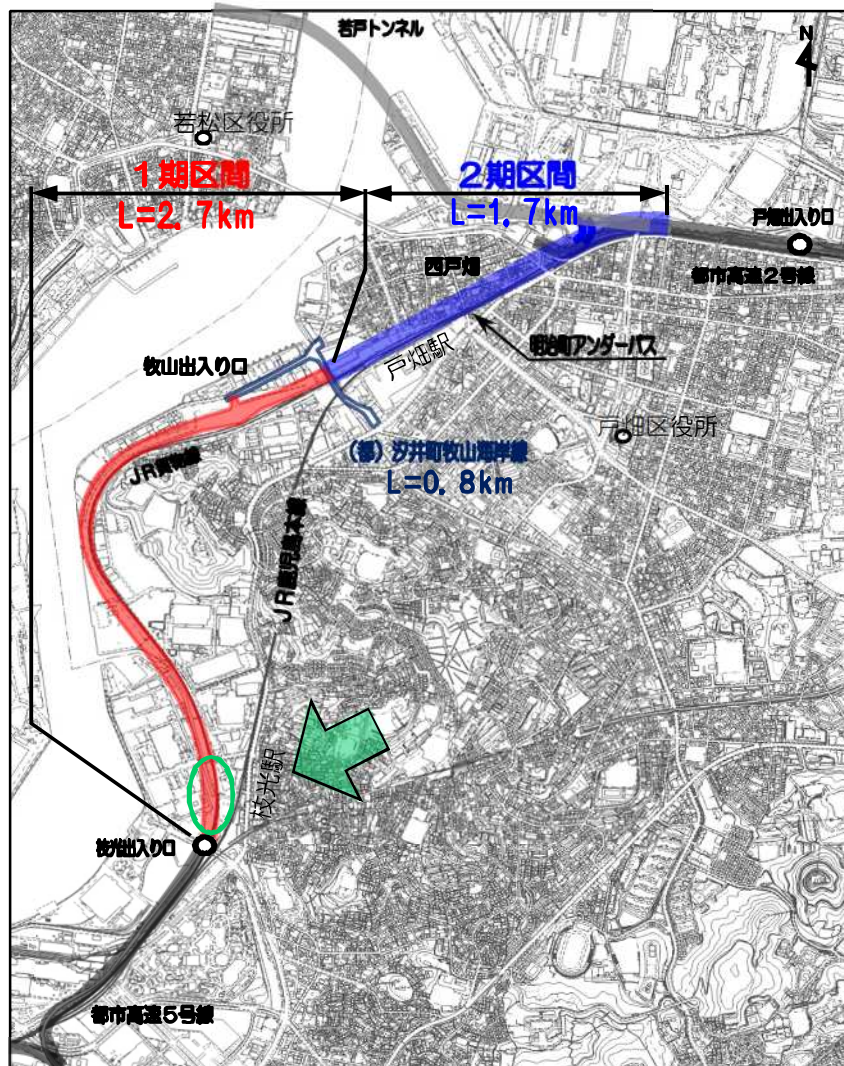 若戸トンネル
N
若松区役所
1期区間
L=2.7km
2期区間
L=1.7km
戸畑出入り口
都市高速2号線
西戸畑
戸畑駅
明治町アンダーパス
牧山出入り口
戸畑区役所
(都)汐井町牧山海岸線
L=0.8km
JR貨物線
JR鹿児島本線
枝光駅
枝光出入り口
都市高速5号線